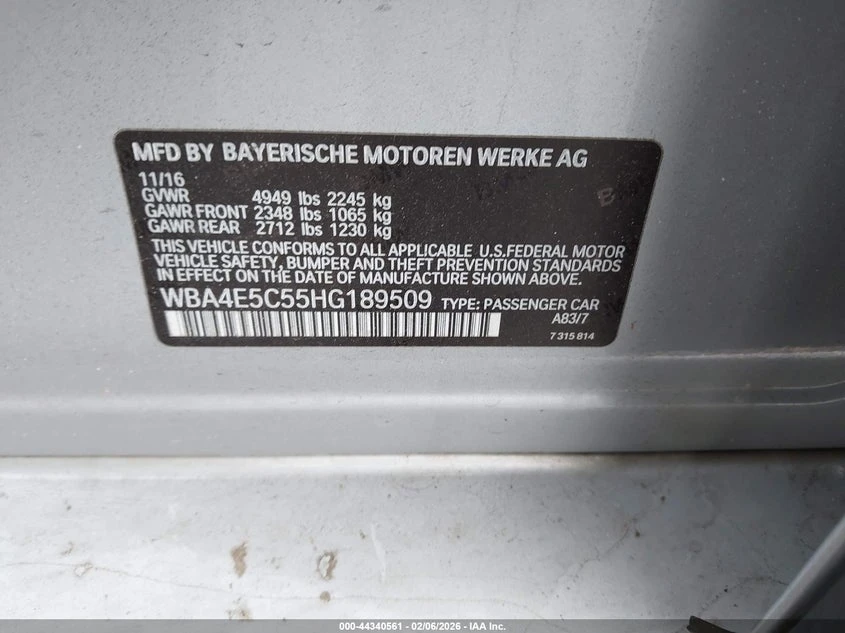 MFD BY BAYERISCHE MOTOREN WERKE AG
11/16
GVWR 4949 lbs 2245 kg
GAWR FRONT 2348 lbs 1065 kg
GAWR REAR 2712 lbs 1230 kg
THIS VEHICLE CONFORMS TO ALL APPLICABLE U.S.FEDERAL MOTOR
VEHICLE SAFETY, BUMPER AND THEFT PREVENTION STANDARDS
IN EFFECT ON THE DATE OF MANUFACTURE SHOWN ABOVE.
WBA4E5C55HG189509 TYPE: PASSENGER CAR
A83/7
7 315 814
000-44340561 - 02/06/2026 - IAA Inc.